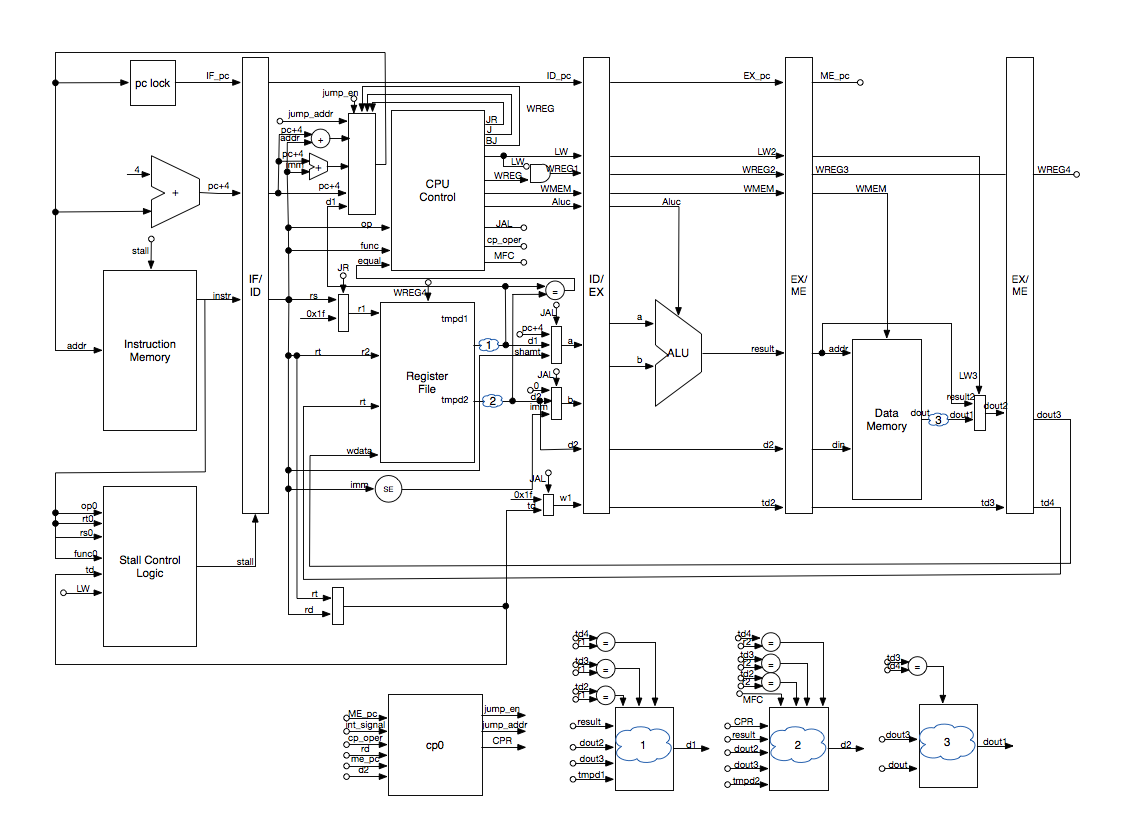 pc lock
IF_pc
ID_pc
EX_pc
ME_pc
jump_en
jump_addr
pc+4
addr
+
pc+4
imm
+
pc+4
d1
4
+
pc+4
stall
WREG
JR
J
BJ
LW
LW
WREG1
WREG
WMEM
Aluc
JAL
cp_oper
MFC
CPU
Control
op
func
equal
LW2
WREG2
WMEM
Aluc
WREG3
WMEM
WREG4
IF/
ID
ID/
EX
EX/
ME
EX/
ME
Instruction
Memory
addr
instr
JR
rs
0x1f
r1
WREG4
rt
r2
rt
wdata
tmpd1
tmpd2
Register
File
1
2
=
JAL
pc+4
d1
shamt
a
JAL
0
d2
imm
b
d2
imm
SE
JAL
0x1f
td
w1
a
b
ALU
result
addr
din
Data
Memory
dout
3
dout1
result2
LW3
dout2
dout3
d2
td2
td3
td4
op0
rt0
rs0
func0
td
LW
Stall Control
Logic
stall
rt
rd
ME_pc
int_signal
cp_oper
rd
me_pc
d2
cp0
jump_en
jump_addr
CPR
td4
r1
=
td3
r1
=
td2
r1
=
result
dout2
dout3
tmpd1
1
d1
td4
r2
=
td3
r2
=
td2
r2
=
MFC
CPR
result
dout2
dout3
tmpd2
2
d2
td3
td4
=
dout3
dout
3
dout1